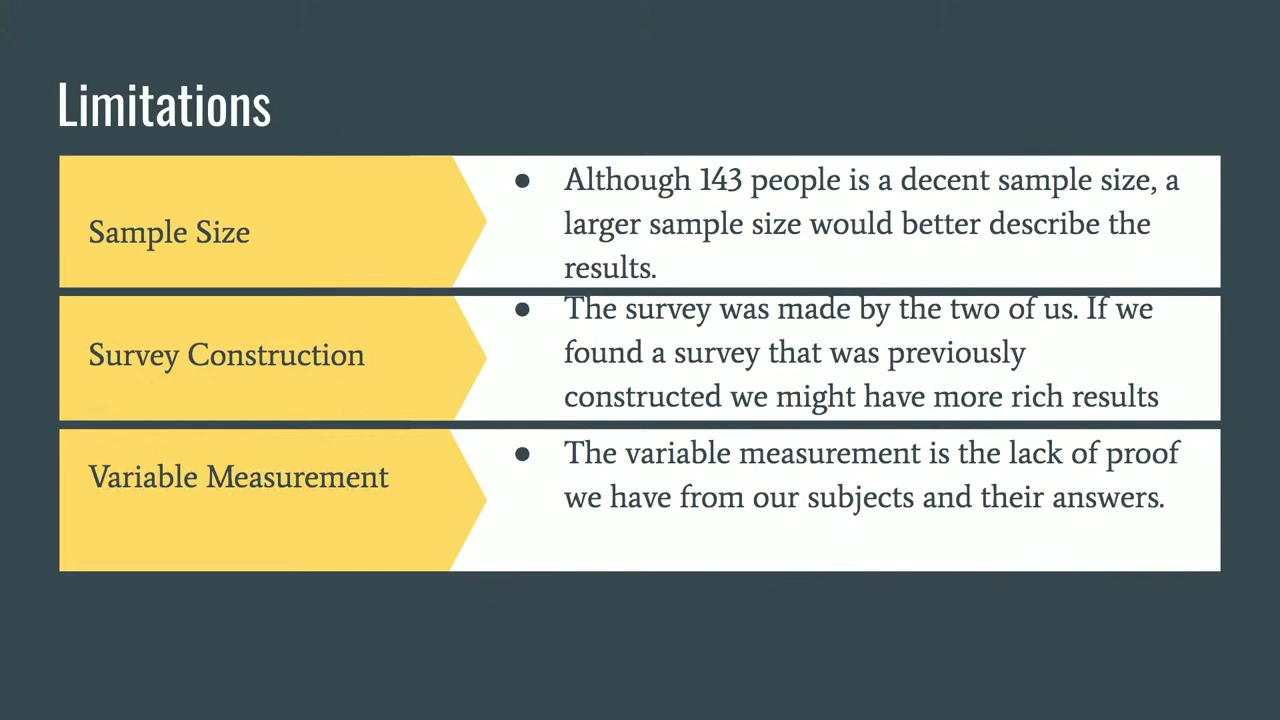 Limitations
Sample Size
● Although 143 people is a decent sample size, a
larger sample size would better describe the
results.
Survey Construction
● The survey was made by the two of us. If we
found a survey that was previously
constructed we might have more rich results
Variable Measurement
● The variable measurement is the lack of proof
we have from our subjects and their answers.